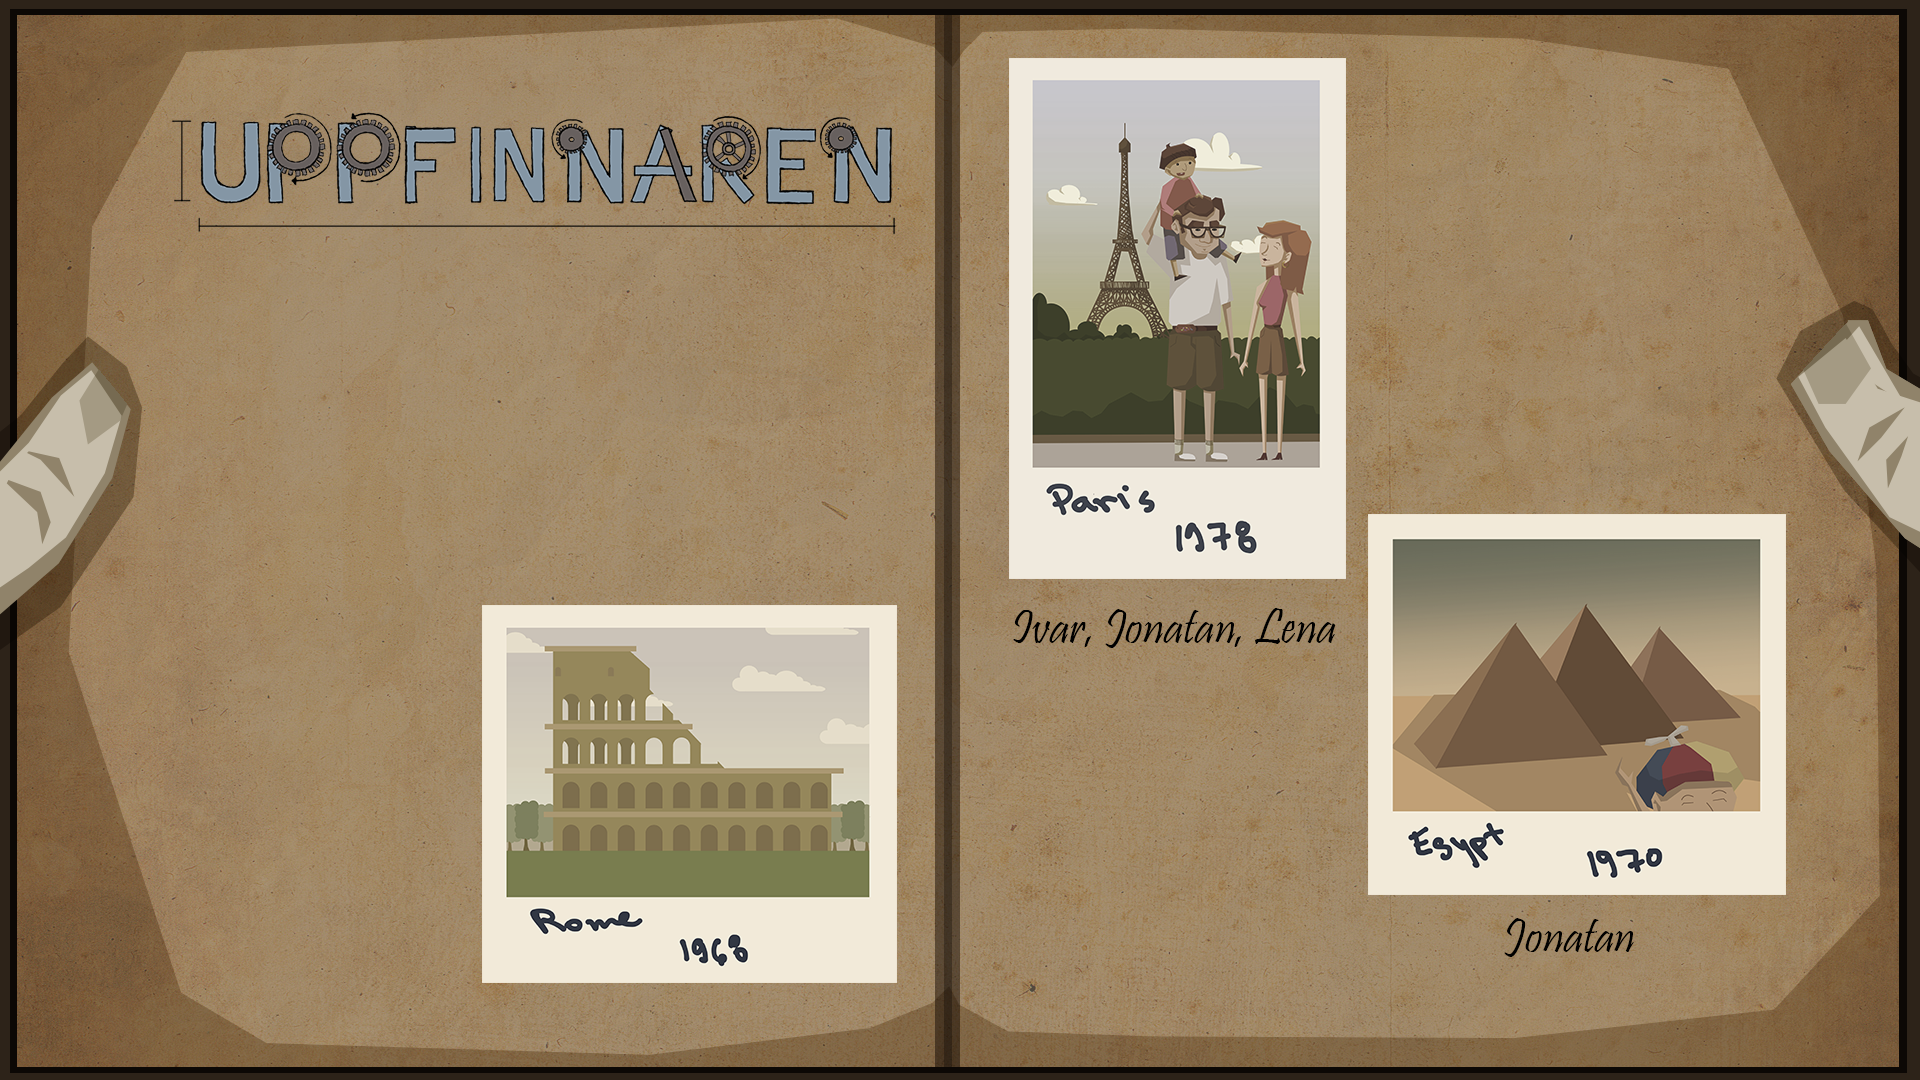 UPPFINNAREN
Rome
1968
Paris
1978
Ivar, Jonatan, Lena
Egypt
1970
Jonatan